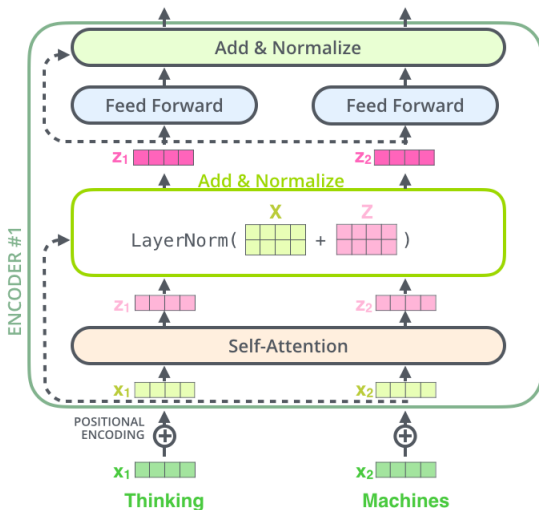 Add & Normalize
Feed Forward Feed Forward
z1 z2
Add & Normalize
X Z
LayerNorm( + )
z1 z2
Self-Attention
x1 x2
ENCODER #1
POSITIONAL
ENCODING
x1 x2
Thinking Machines